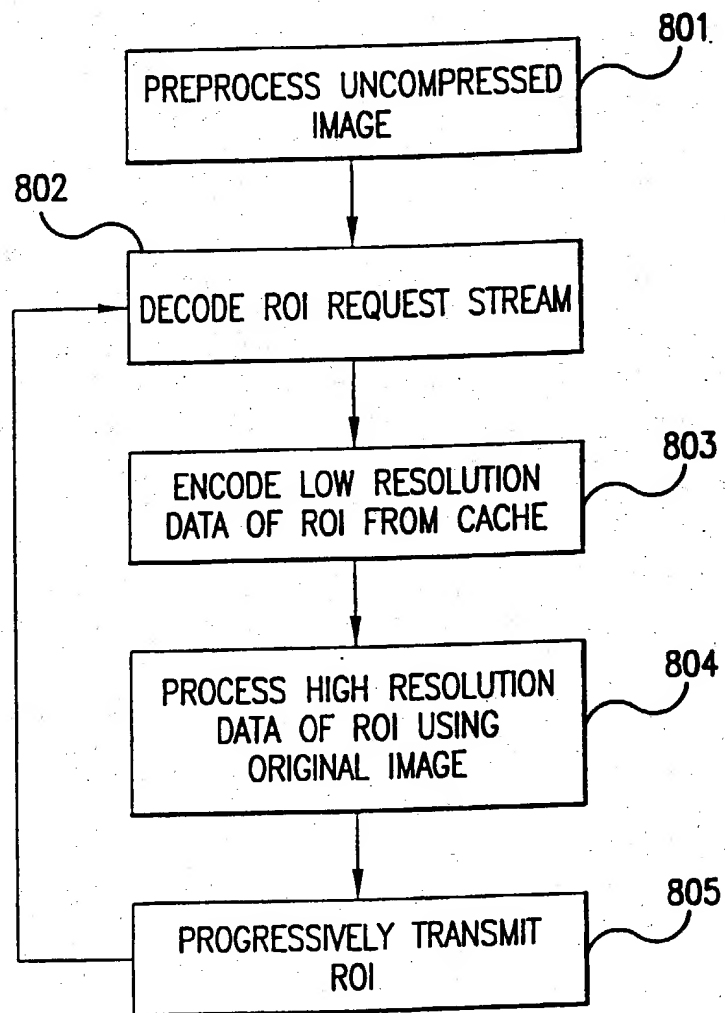 801
PREPROCESS UNCOMPRESSED
IMAGE
802
DECODE ROI REQUEST STREAM
803
ENCODE LOW RESOLUTION
DATA OF ROI FROM CACHE
804
PROCESS HIGH RESOLUTION
DATA OF ROI USING
ORIGINAL IMAGE
805
PROGRESSIVELY TRANSMIT
ROI